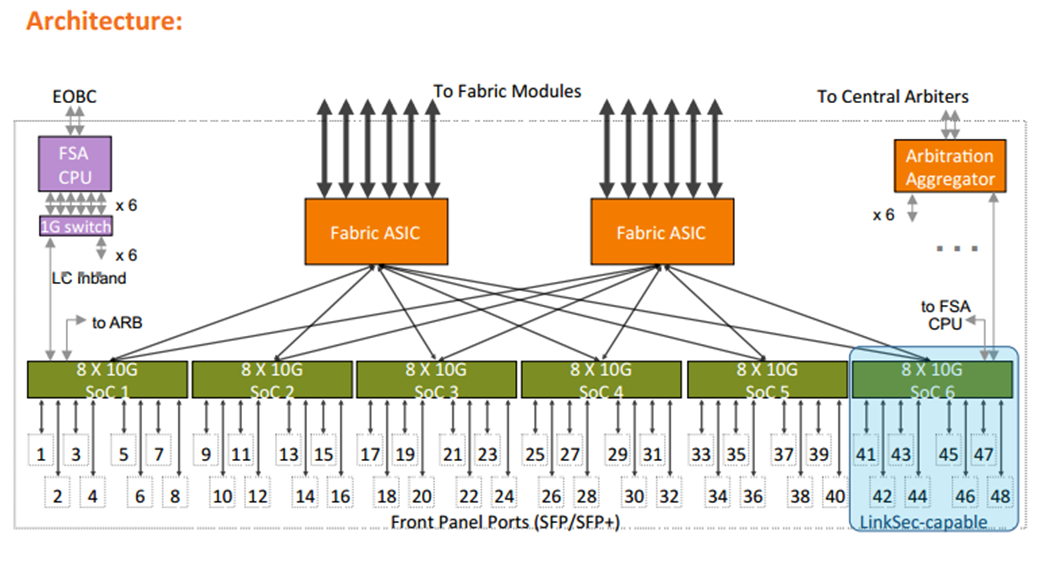 Architecture:
EOBC
To Fabric Modules
To Central Arbiters
FSA
CPU
Arbitration
Aggregator
x 6
1G switch
x 6
x 6
Fabric ASIC
Fabric ASIC
. . .
LC Inband
to ARB
to FSA
CPU
8 X 10G
SoC 1
8 X 10G
SoC 2
8 X 10G
SoC 3
8 X 10G
SoC 4
8 X 10G
SoC 5
8 X 10G
SoC 6
1 3 5 7 9 11 13 15 17 19 21 23 25 27 29 31 33 35 37 39 41 43 45 47
2 4 6 8 10 12 14 16 18 20 22 24 26 28 30 32 34 36 38 40 42 44 46 48
Front Panel Ports (SFP/SFP+)
LinkSec-capable